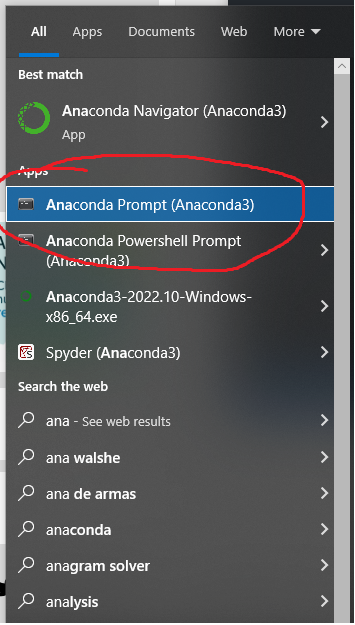 All Apps Documents Web More
Best match
Anaconda Navigator (Anaconda3)
App
Apps
Anaconda Prompt (Anaconda3)
Anaconda Powershell Prompt
(Anaconda3)
Anaconda3-2022.10-Windows-
x86_64.exe
Spyder (Anaconda3)
Search the web
ana - See web results
ana walshe
ana de armas
anaconda
anagram solver
analysis